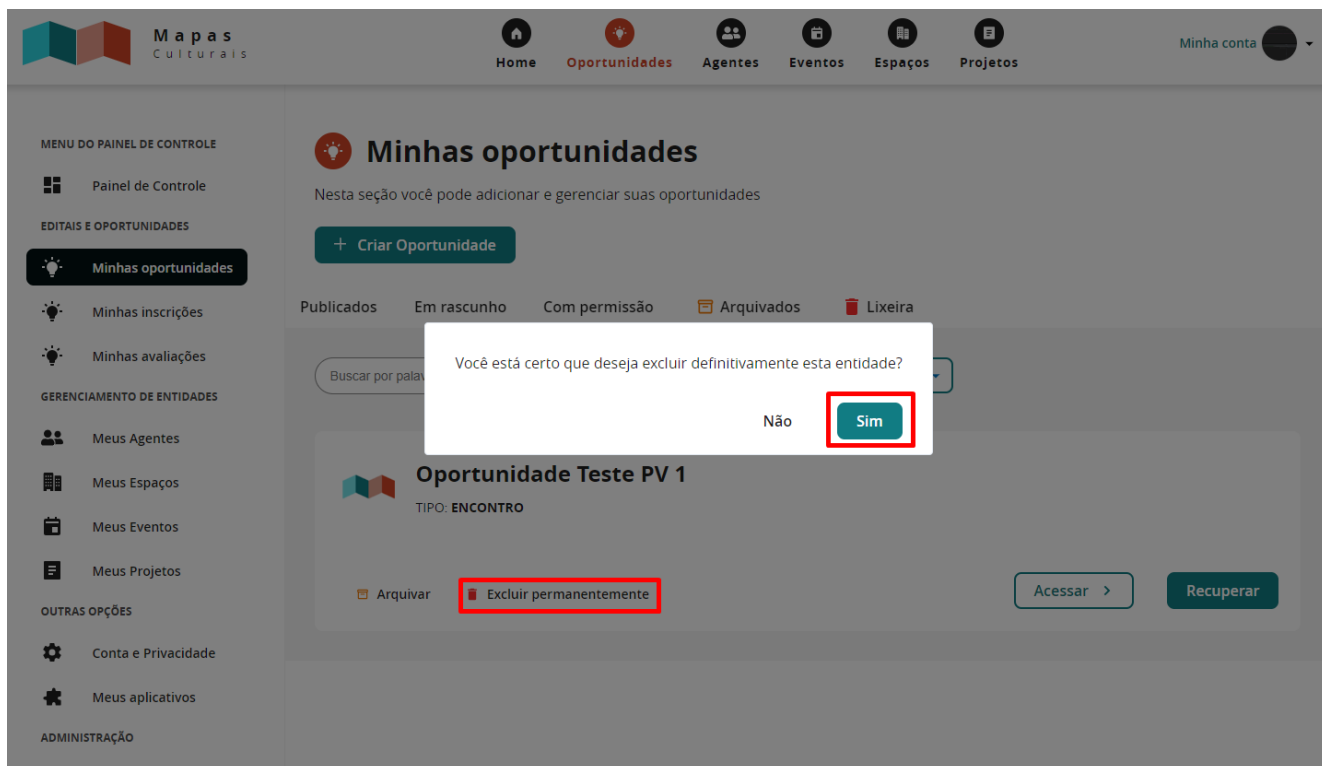 Mapas
Culturais
Home
Oportunidades
Agentes
Eventos
Espaços
Projetos
Minha conta
MENU DO PAINEL DE CONTROLE
Painel de Controle
EDITAIS E OPORTUNIDADES
Minhas oportunidades
Minhas inscrições
Minhas avaliações
GERENCIAMENTO DE ENTIDADES
Meus Agentes
Meus Espaços
Meus Eventos
Meus Projetos
OUTRAS OPÇÕES
Conta e Privacidade
Meus aplicativos
ADMINISTRAÇÃO
Minhas oportunidades
Nesta seção você pode adicionar e gerenciar suas oportunidades
+ Criar Oportunidade
Publicados Em rascunho Com permissão Arquivados Lixeira
Buscar por
Você está certo que deseja excluir definitivamente esta entidade?
Não Sim
Oportunidade Teste PV 1
TIPO: ENCONTRO
Arquivar Excluir permanentemente Acessar > Recuperar